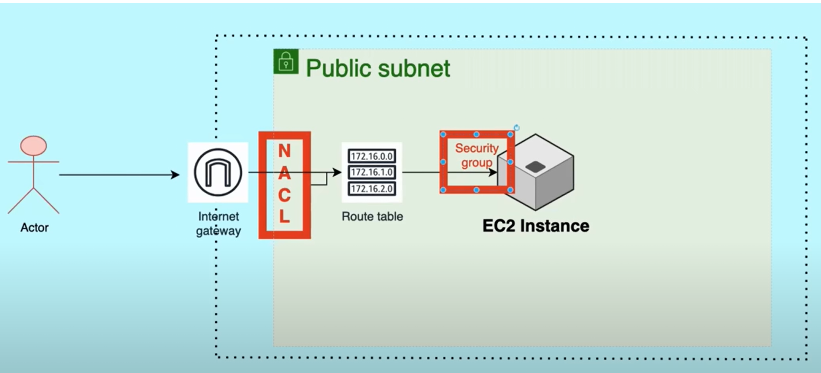 Public subnet
Actor
Internet
gateway
N
A
C
L
172.16.0.0
172.16.1.0
172.16.2.0
Route table
Security
group
EC2 Instance